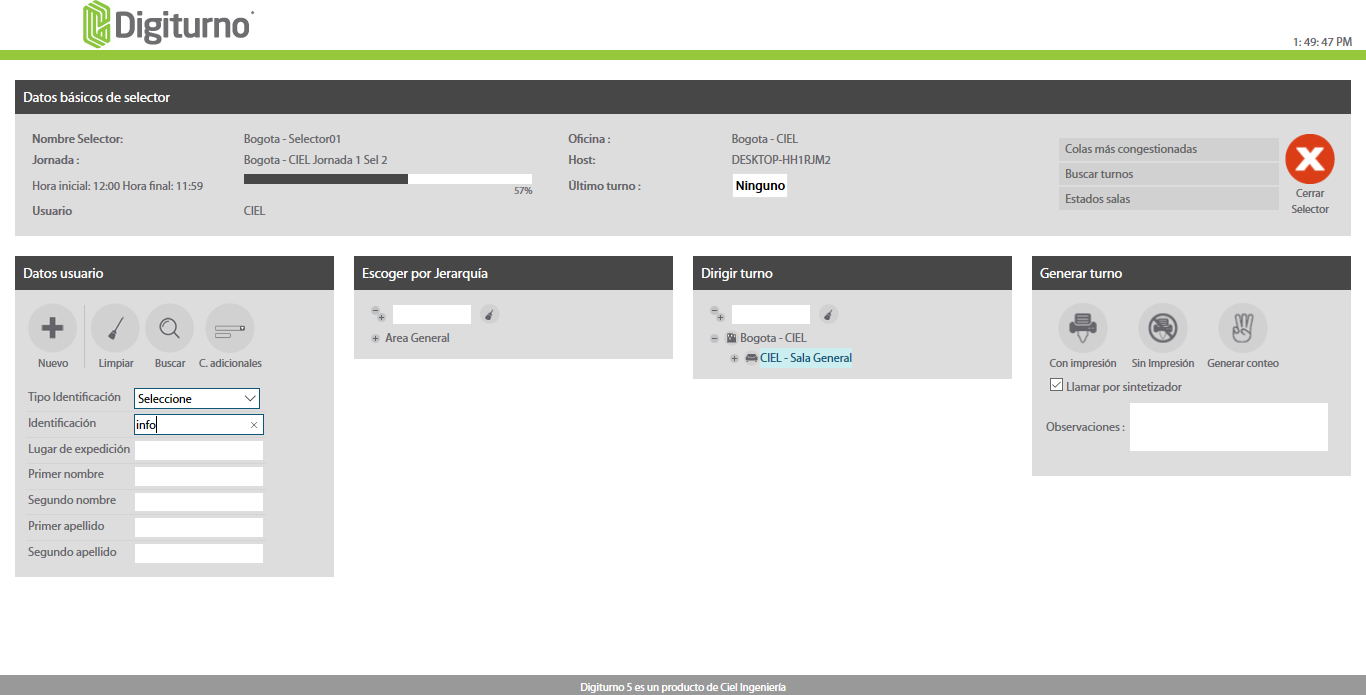 Digiturno
1: 49: 47 PM
Datos básicos de selector
Nombre Selector: Bogota - Selector01 Oficina : Bogota - CIEL
Jornada : Bogota - CIEL Jornada 1 Sel 2 Host: DESKTOP-HH1RJM2
Hora inicial: 12:00 Hora final: 11:59 57% Último turno : Ninguno
Usuario CIEL
Colas más congestionadas
Buscar turnos
Estados salas
Cerrar
Selector
Datos usuario
Nuevo Limpiar Buscar C. adicionales
Tipo Identificación Seleccione
Identificación info
Lugar de expedición
Primer nombre
Segundo nombre
Primer apellido
Segundo apellido
Escoger por Jerarquía
Area General
Dirigir turno
Bogota - CIEL
CIEL - Sala General
Generar turno
Con impresión Sin Impresión Generar conteo
Llamar por sintetizador
Observaciones :
Digiturno 5 es un producto de Ciel Ingeniería